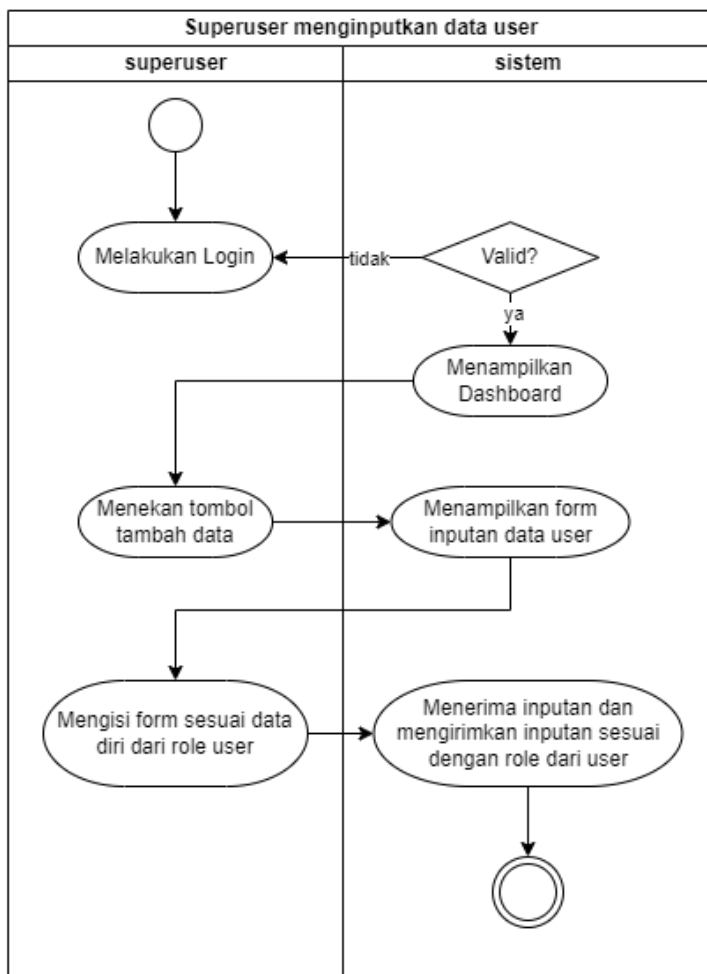 Superuser menginputkan data user
superuser
sistem
Melakukan Login
tidak
Valid?
ya
Menampilkan
Dashboard
Menekan tombol
tambah data
Menampilkan form
inputan data user
Mengisi form sesuai data
diri dari role user
Menerima inputan dan
mengirimkan inputan sesuai
dengan role dari user